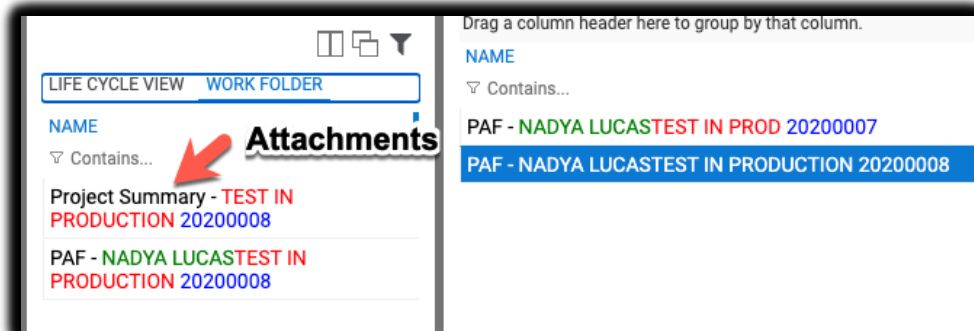 LIFE CYCLE VIEW WORK FOLDER
NAME
Attachments
Contains...
Project Summary - TEST IN
PRODUCTION 20200008
PAF - NADYA LUCASTEST IN
PRODUCTION 20200008
Drag a column header here to group by that column.
NAME
Contains...
PAF - NADYA LUCASTEST IN PROD 20200007
PAF - NADYA LUCASTEST IN PRODUCTION 20200008